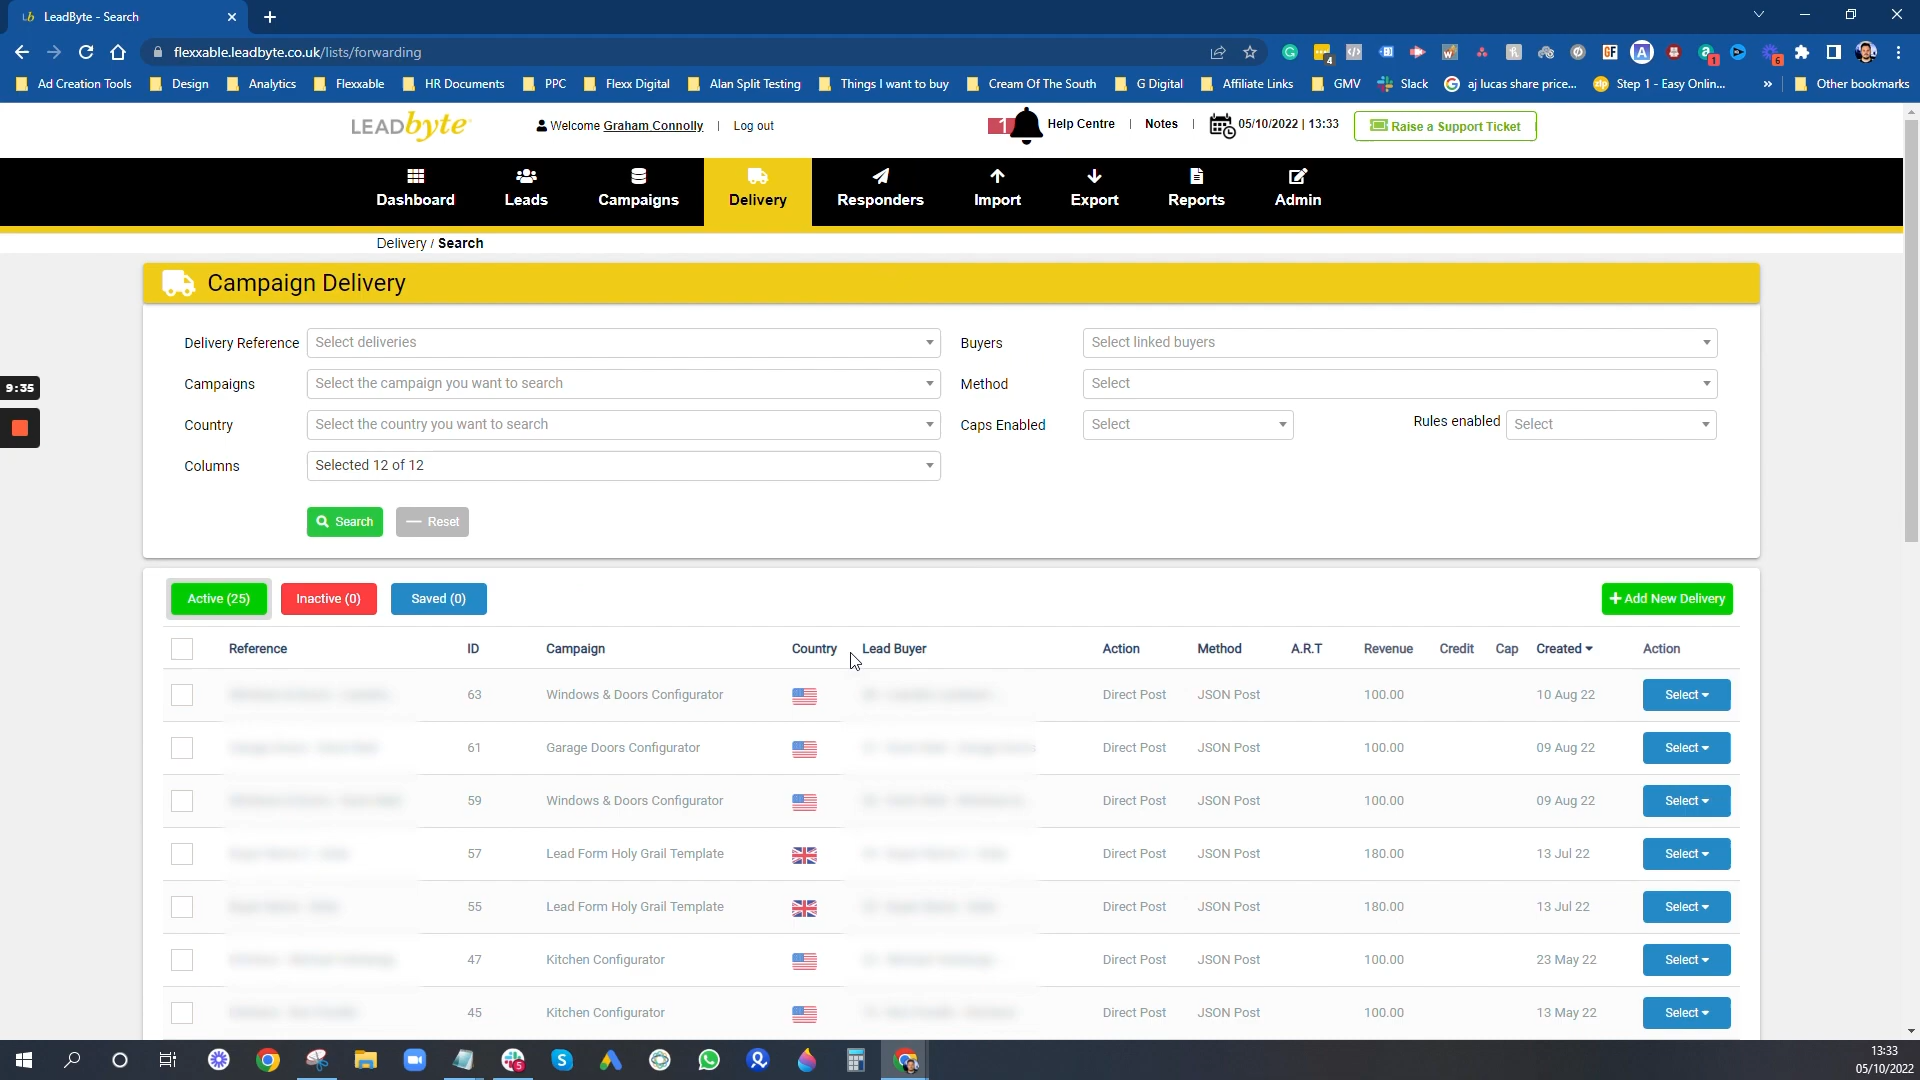 LeadByte - Search
flexxable.leadbyte.co.uk/lists/forwarding
Ad Creation Tools
Design
Analytics
Flexxable
HR Documents
PPC
Flexx Digital
Alan Split Testing
Things I want to buy
Cream Of The South
G Digital
Affiliate Links
GMV
Slack
aj lucas share price...
Step 1 - Easy Onlin...
Other bookmarks
LEADbyte
Welcome Graham Connolly | Log out
1
Help Centre | Notes | 05/10/2022 | 13:33
Raise a Support Ticket
Dashboard
Leads
Campaigns
Delivery
Responders
Import
Export
Reports
Admin
Delivery / Search
Campaign Delivery
Delivery Reference Select deliveries
Buyers Select linked buyers
Campaigns Select the campaign you want to search
Method Select
Country Select the country you want to search
Caps Enabled Select
Rules enabled Select
Columns Selected 12 of 12
Search
Reset
9:35
Active (25)
Inactive (0)
Saved (0)
Add New Delivery
Reference ID Campaign Country Lead Buyer Action Method A.R.T Revenue Credit Cap Created Action
63 Windows & Doors Configurator Direct Post JSON Post 100.00 10 Aug 22 Select
61 Garage Doors Configurator Direct Post JSON Post 100.00 09 Aug 22 Select
59 Windows & Doors Configurator Direct Post JSON Post 100.00 09 Aug 22 Select
57 Lead Form Holy Grail Template Direct Post JSON Post 180.00 13 Jul 22 Select
55 Lead Form Holy Grail Template Direct Post JSON Post 180.00 13 Jul 22 Select
47 Kitchen Configurator Direct Post JSON Post 100.00 23 May 22 Select
45 Kitchen Configurator Direct Post JSON Post 100.00 13 May 22 Select
13:33
05/10/2022